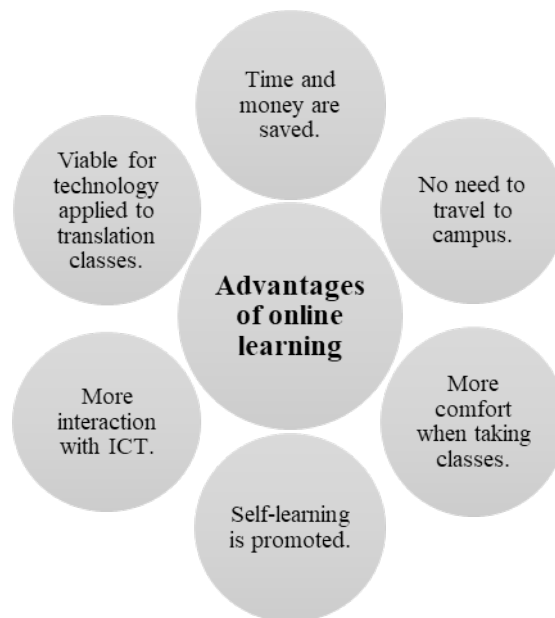 Time and
money are
saved.
No need to
travel to
campus.
More
comfort
when taking
classes.
Self-learning
is promoted.
More
interaction
with ICT.
Viable for
technology
applied to
translation
classes.
Advantages
of online
learning